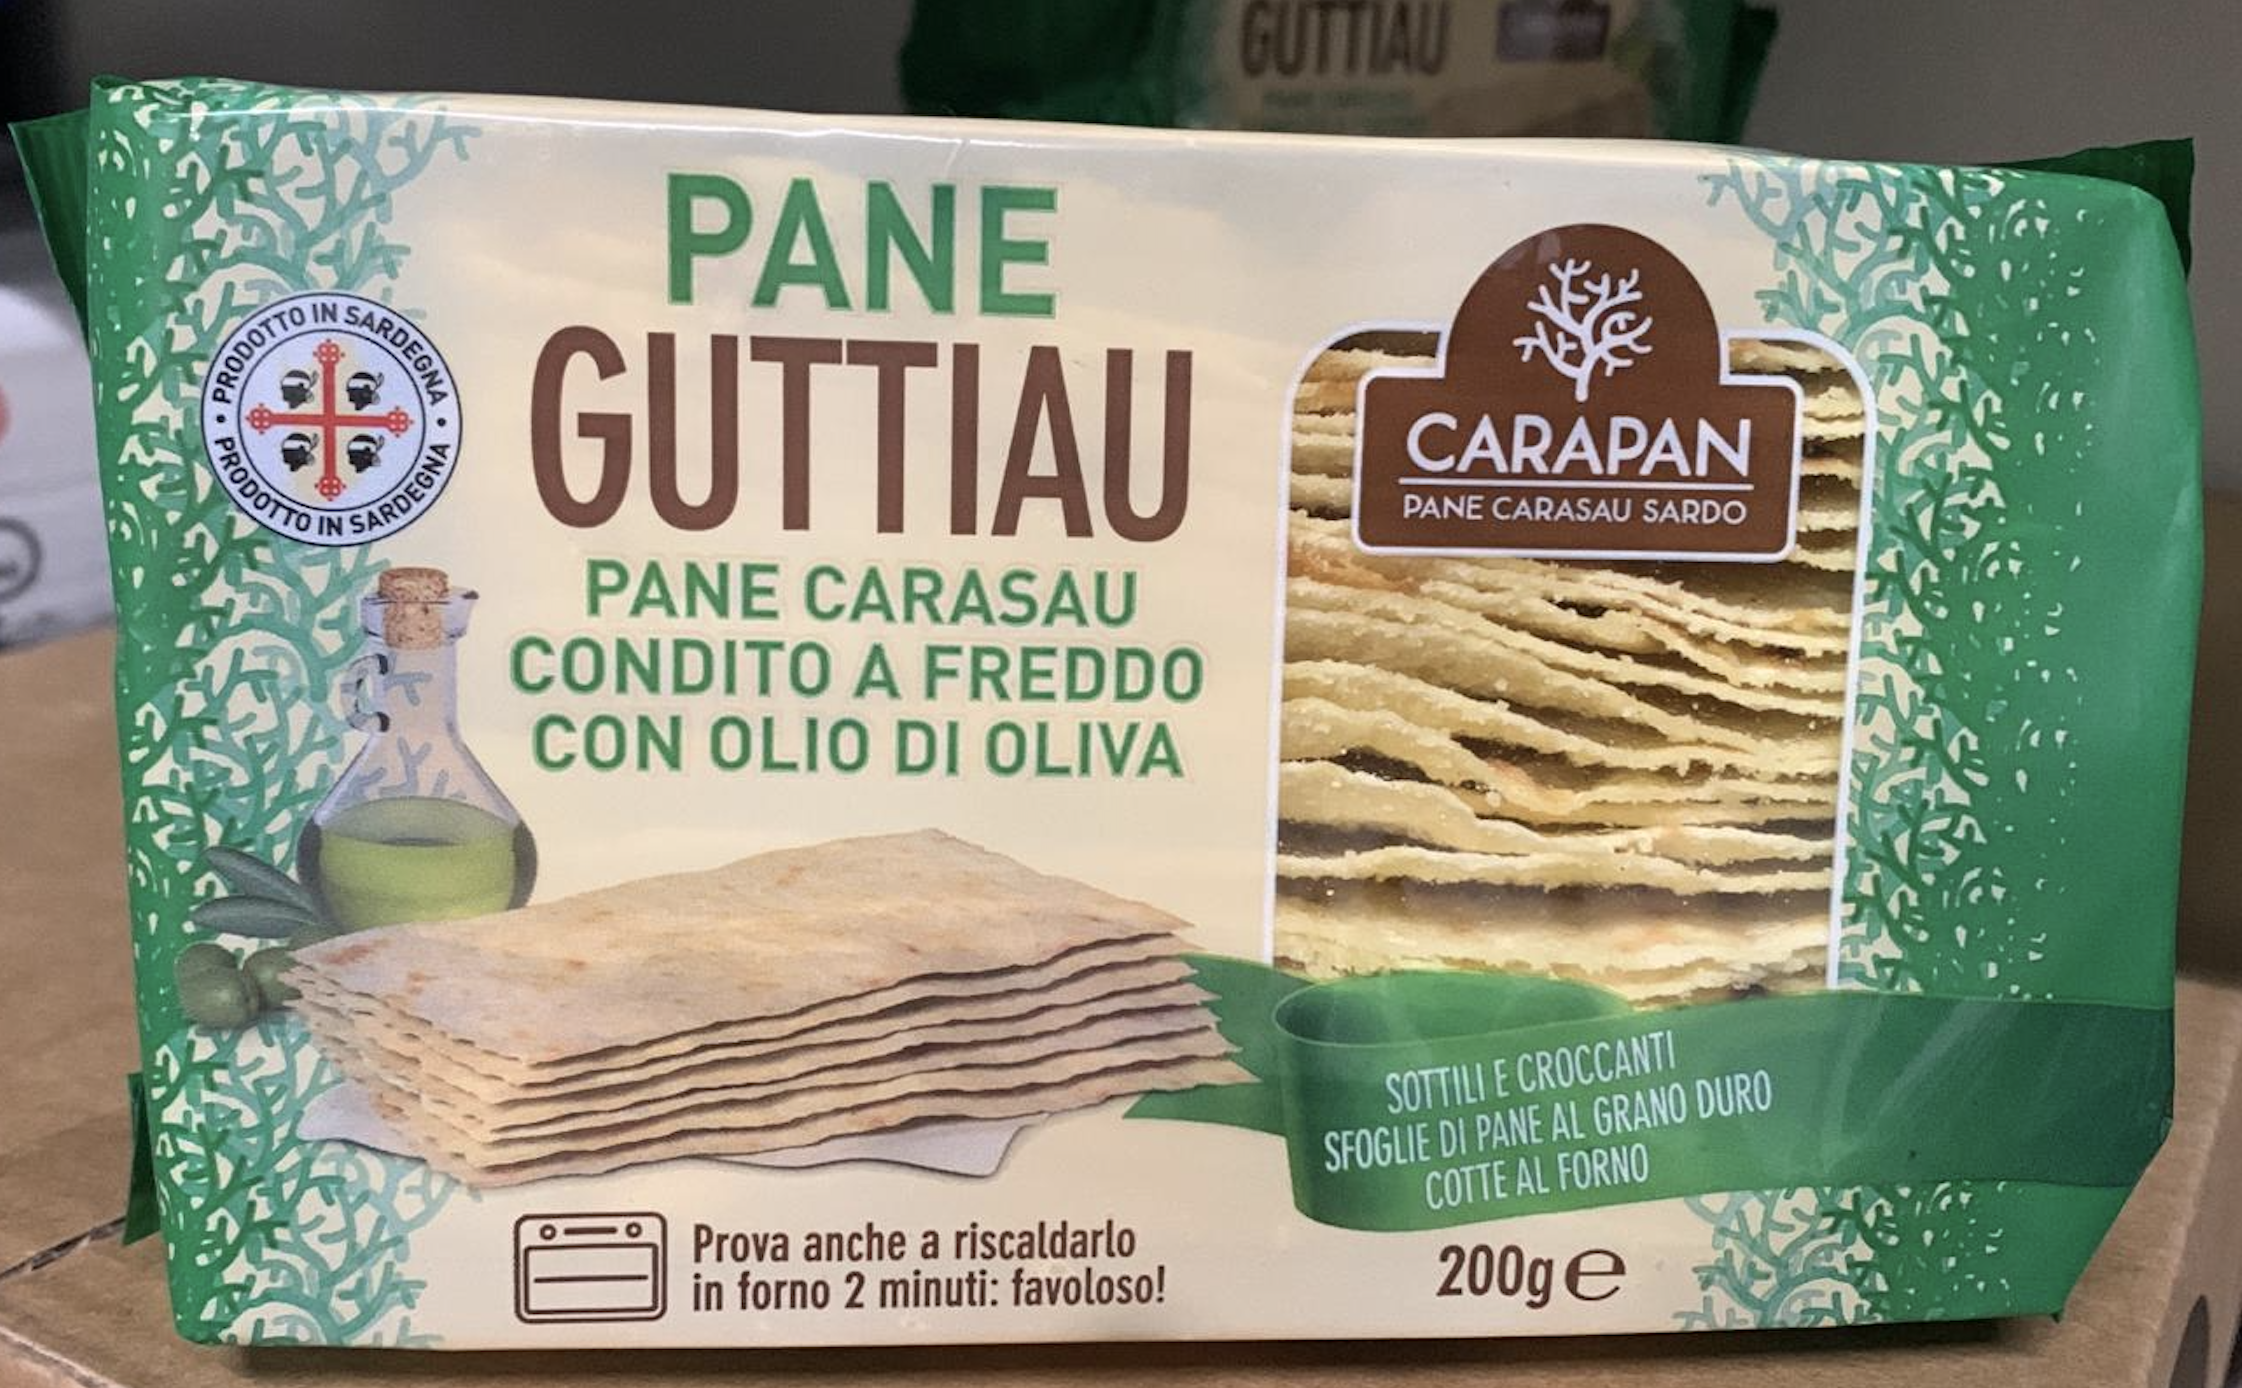 GUTTIAU
PRODOTTO IN SARDEGNA • PRODOTTO IN SARDEGNA •
PANE
GUTTIAU
PANE CARASAU
CONDITO A FREDDO
CON OLIO DI OLIVA
CARAPAN
PANE CARASAU SARDO
SOTTILI E CROCCANTI
SFOGLIE DI PANE AL GRANO DURO
COTTE AL FORNO
Prova anche a riscaldarlo
in forno 2 minuti: favoloso!
200g e